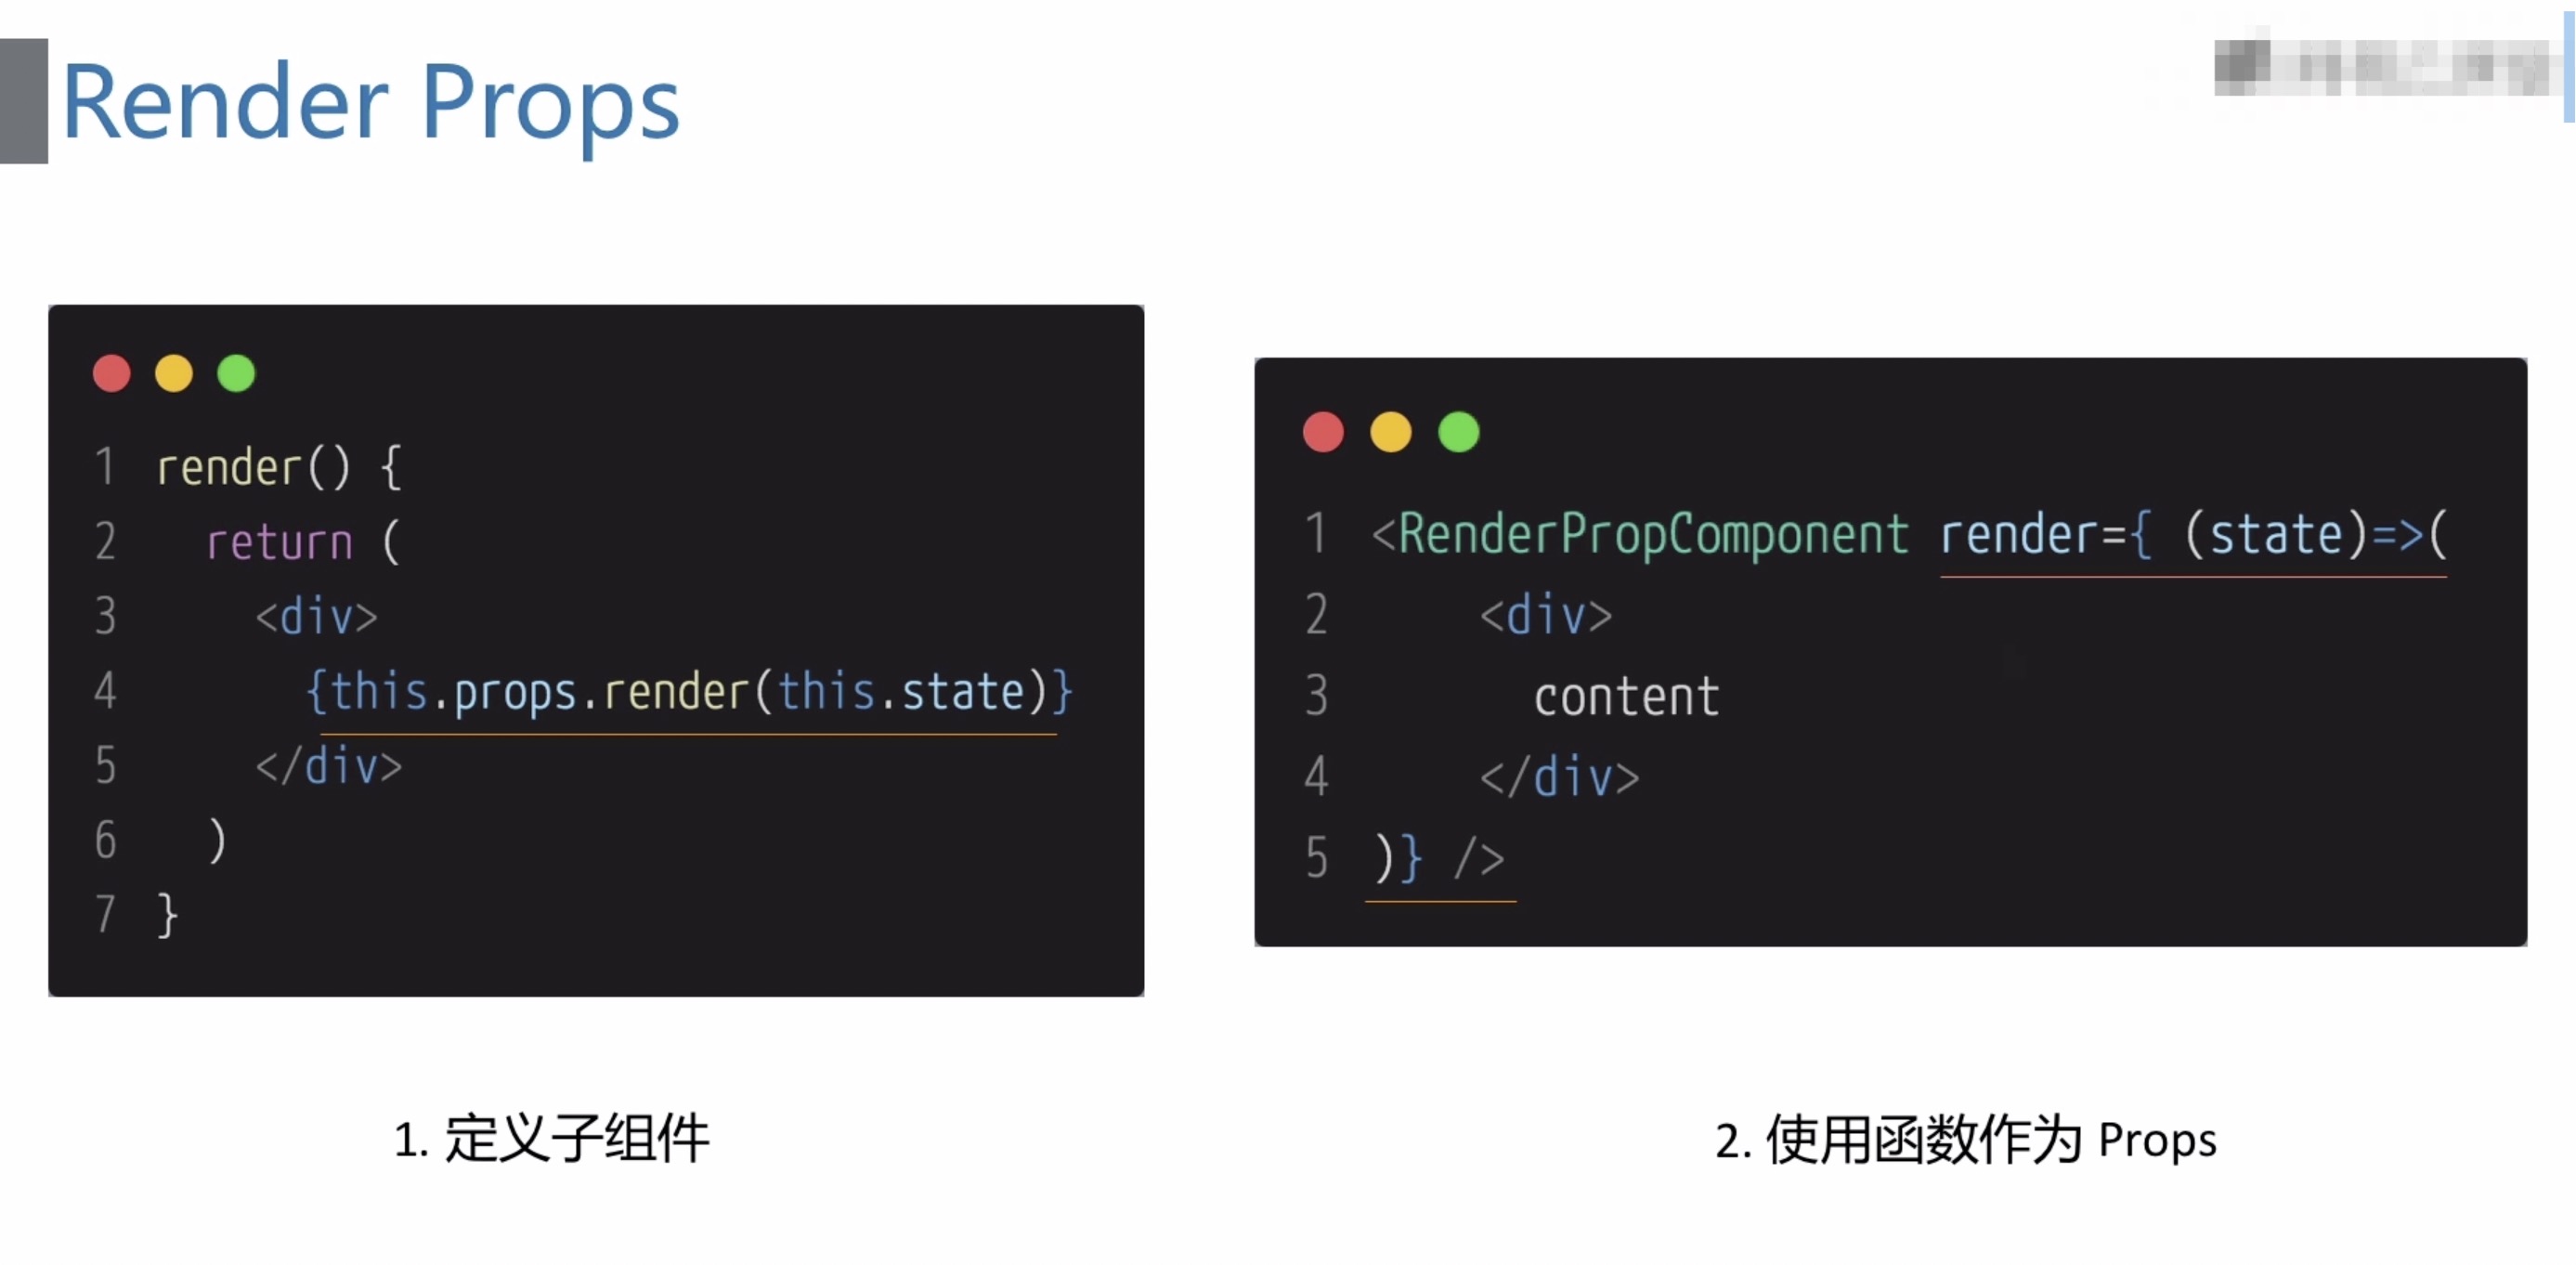 Render Props
1 render() {
2 return (
3 <div>
4 {this.props.render(this.state)}
5 </div>
6 )
7 }
1 <RenderPropComponent render={ (state)=>(
2 <div>
3 content
4 </div>
5 )} />
1. 定义子组件
2. 使用函数作为 Props